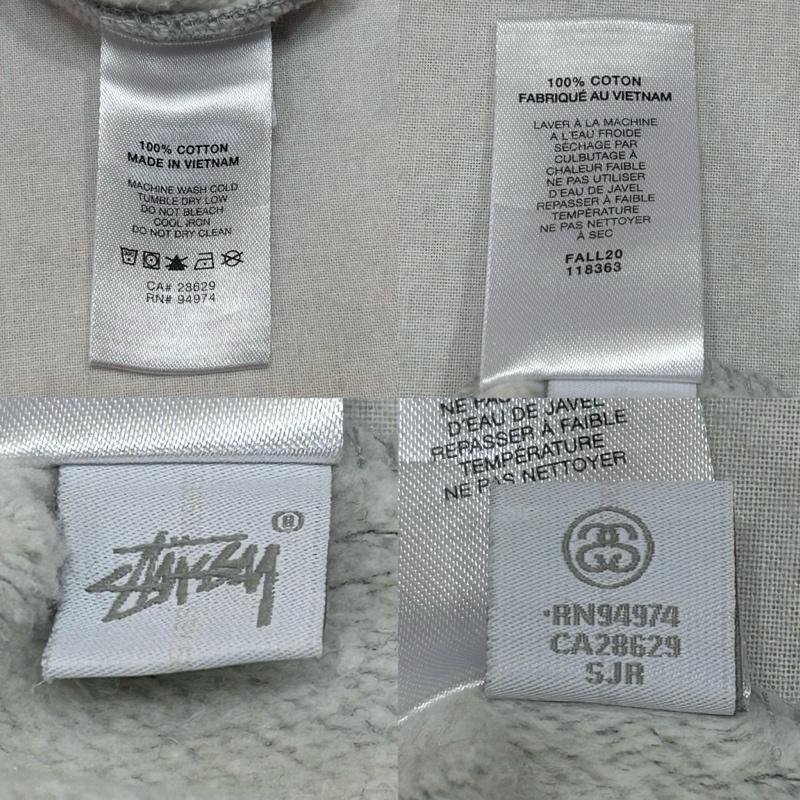 100% COTTON
MADE IN VIETNAM
MACHINE WASH COLD
TUMBLE DRY LOW
DO NOT BLEACH
COOL IRON
DO NOT DRY CLEAN
CA# 28629
RN# 94974
100% COTON
FABRIQUÉ AU VIETNAM
LAVER À LA MACHINE
A L'EAU FROIDE
SÉCHAGE PAR
CULBUTAGE À
CHALEUR FAIBLE
NE PAS UTILISER
D'EAU DE JAVEL
REPASSER À FAIBLE
TEMPÉRATURE
NE PAS NETTOYER
À SEC
FALL20
118363
STÜSSY ®
NE PAS
D'EAU DE JAVEL
REPASSER À FAIBLE
TEMPÉRATURE
NE PAS NETTOYER
RN94974
CA28629
SJR